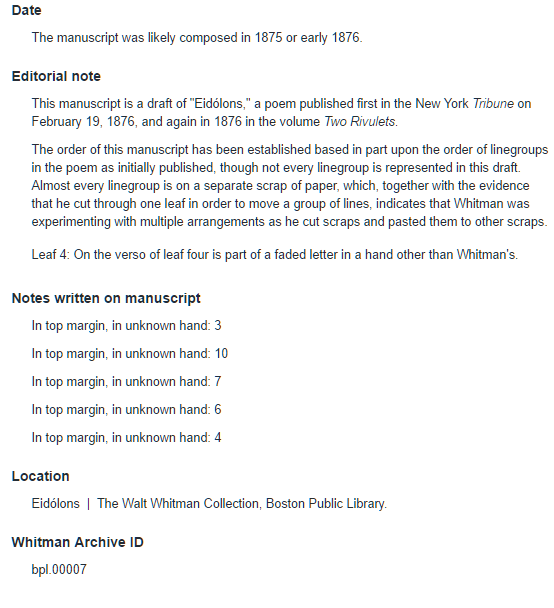 Date
The manuscript was likely composed in 1875 or early 1876.
Editorial note
This manuscript is a draft of "Eidólons," a poem published first in the New York Tribune on
February 19, 1876, and again in 1876 in the volume Two Rivulets.
The order of this manuscript has been established based in part upon the order of linegroups
in the poem as initially published, though not every linegroup is represented in this draft.
Almost every linegroup is on a separate scrap of paper, which, together with the evidence
that he cut through one leaf in order to move a group of lines, indicates that Whitman was
experimenting with multiple arrangements as he cut scraps and pasted them to other scraps.
Leaf 4: On the verso of leaf four is part of a faded letter in a hand other than Whitman's.
Notes written on manuscript
In top margin, in unknown hand: 3
In top margin, in unknown hand: 10
In top margin, in unknown hand: 7
In top margin, in unknown hand: 6
In top margin, in unknown hand: 4
Location
Eidólons | The Walt Whitman Collection, Boston Public Library.
Whitman Archive ID
bpl.00007